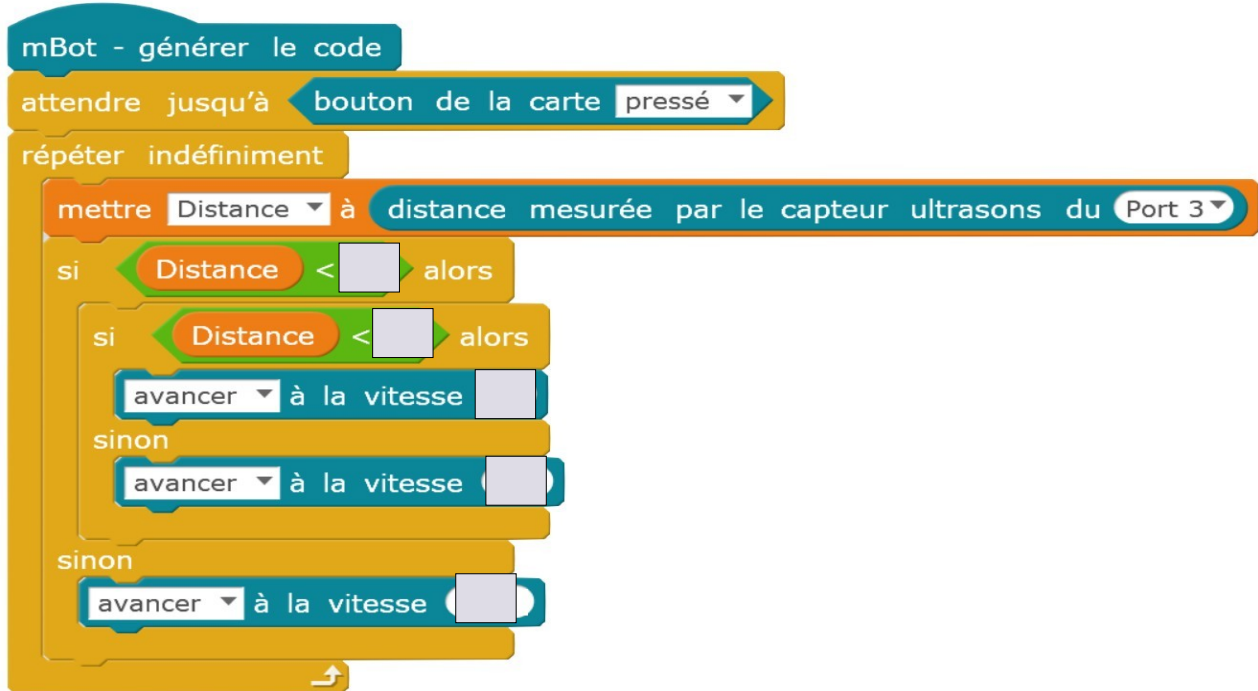 mBot - générer le code
attendre jusqu'à bouton de la carte pressé
répéter indéfiniment
mettre Distance à distance mesurée par le capteur ultrasons du Port 3
si Distance < alors
si Distance < alors
avancer à la vitesse
sinon
avancer à la vitesse
sinon
avancer à la vitesse